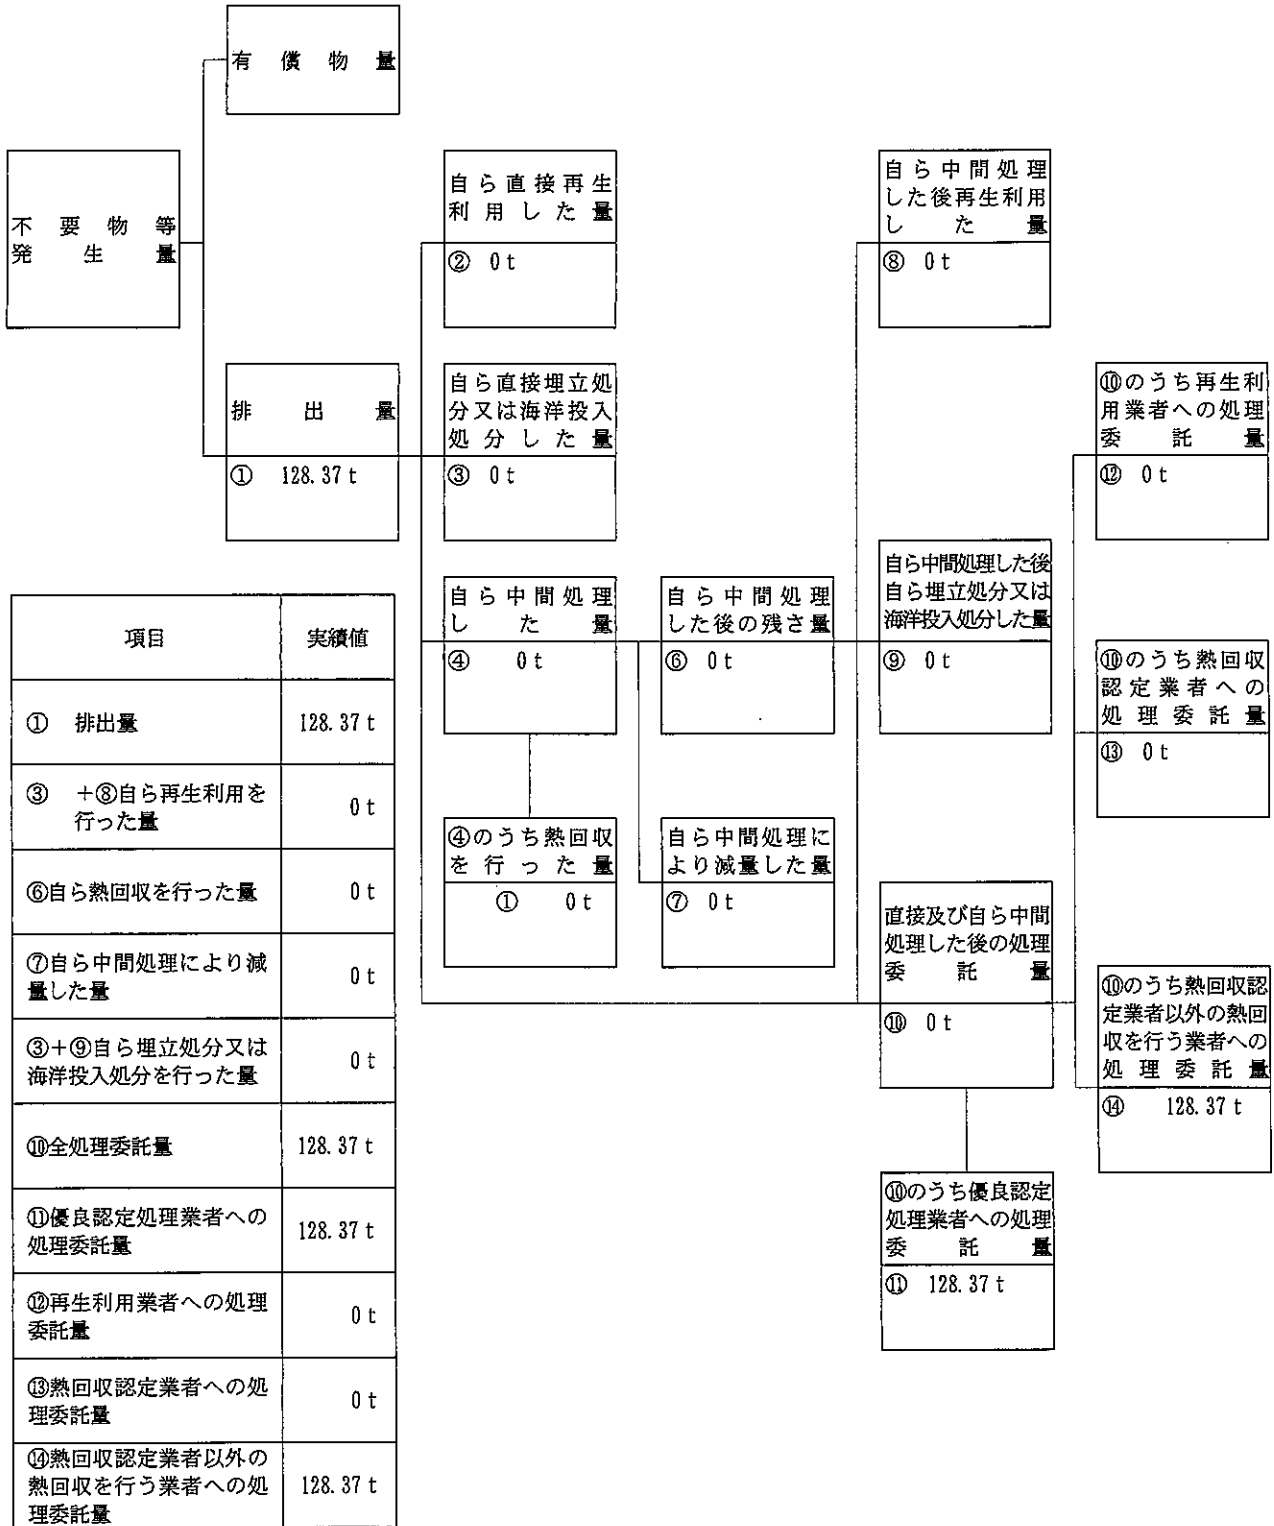 有償物量
不要物等
発生量
自ら直接再生
利用した量
② 0t
自ら中間処理
した後再生利用
した量
⑧ 0t
排出量
① 128.37t
自ら直接埋立処
分又は海洋投入
処分した量
③ 0t
⑩のうち再生利
用業者への処理
委託量
⑫ 0t
自ら中間処理
した量
④ 0t
自ら中間処理
した後の残さ量
⑥ 0t
自ら中間処理した後
自ら埋立処分又は
海洋投入処分した量
⑨ 0t
⑩のうち熱回収
認定業者への
処理委託量
⑬ 0t
④のうち熱回収
を行った量
① 0t
自ら中間処理に
より減量した量
⑦ 0t
直接及び自ら中間
処理した後の処理
委託量
⑩ 0t
⑩のうち熱回収認
定業者以外の熱回
収を行う業者への
処理委託量
⑭ 128.37t
⑩のうち優良認定
処理業者への処理
委託量
⑪ 128.37t
項目 実績値
① 排出量 128.37t
③ +⑧自ら再生利用を
行った量 0t
⑥自ら熱回収を行った量 0t
⑦自ら中間処理により減
量した量 0t
③+⑨自ら埋立処分又は
海洋投入処分を行った量 0t
⑩全処理委託量 128.37t
⑪優良認定処理業者への
処理委託量 128.37t
⑫再生利用業者への処理
委託量 0t
⑬熱回収認定業者への処
理委託量 0t
⑭熱回収認定業者以外の
熱回収を行う業者への処
理委託量 128.37t